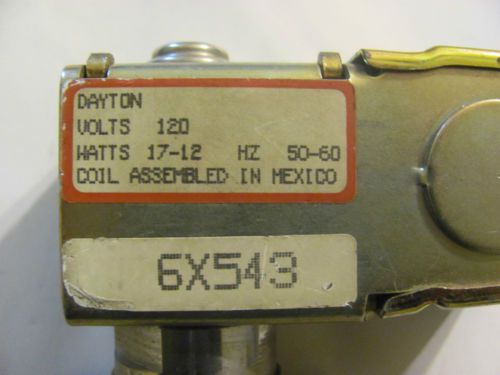 DAYTON
VOLTS 120
WATTS 17-12 HZ 50-60
COIL ASSEMBLED IN MEXICO
6X543